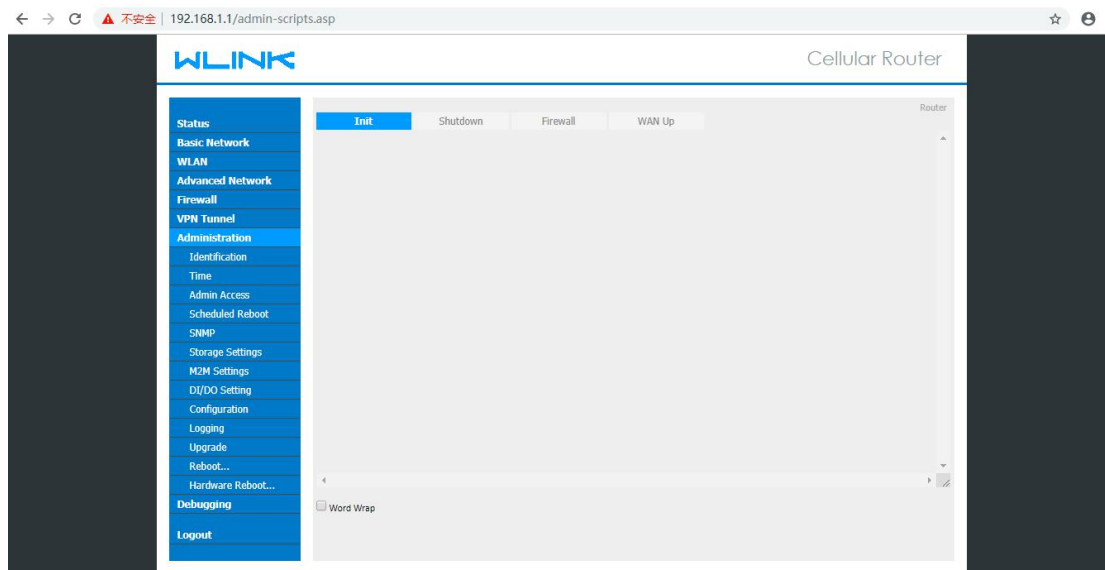 不安全 | 192.168.1.1/admin-scripts.asp
WLINK
Cellular Router
Router
Init Shutdown Firewall WAN Up
Status
Basic Network
WLAN
Advanced Network
Firewall
VPN Tunnel
Administration
Identification
Time
Admin Access
Scheduled Reboot
SNMP
Storage Settings
M2M Settings
DI/DO Setting
Configuration
Logging
Upgrade
Reboot...
Hardware Reboot...
Debugging
Logout
Word Wrap